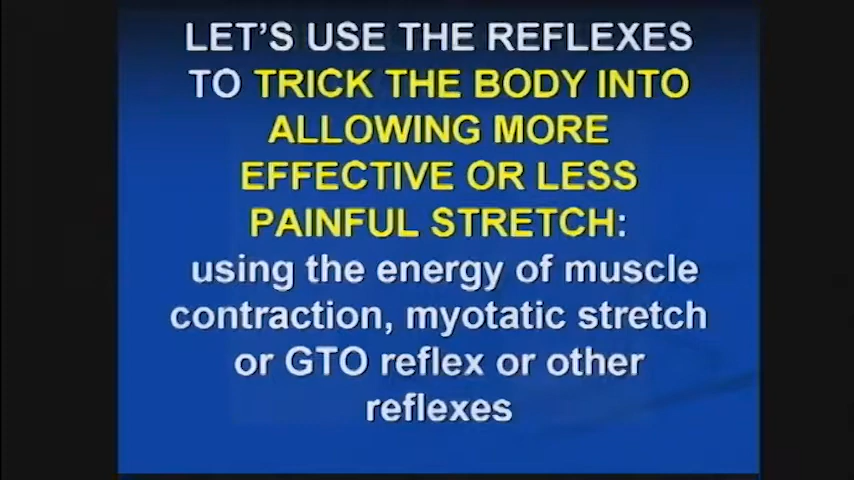 LET'S USE THE REFLEXES
TO TRICK THE BODY INTO
ALLOWING MORE
EFFECTIVE OR LESS
PAINFUL STRETCH:
using the energy of muscle
contraction, myotatic stretch
or GTO reflex or other
reflexes